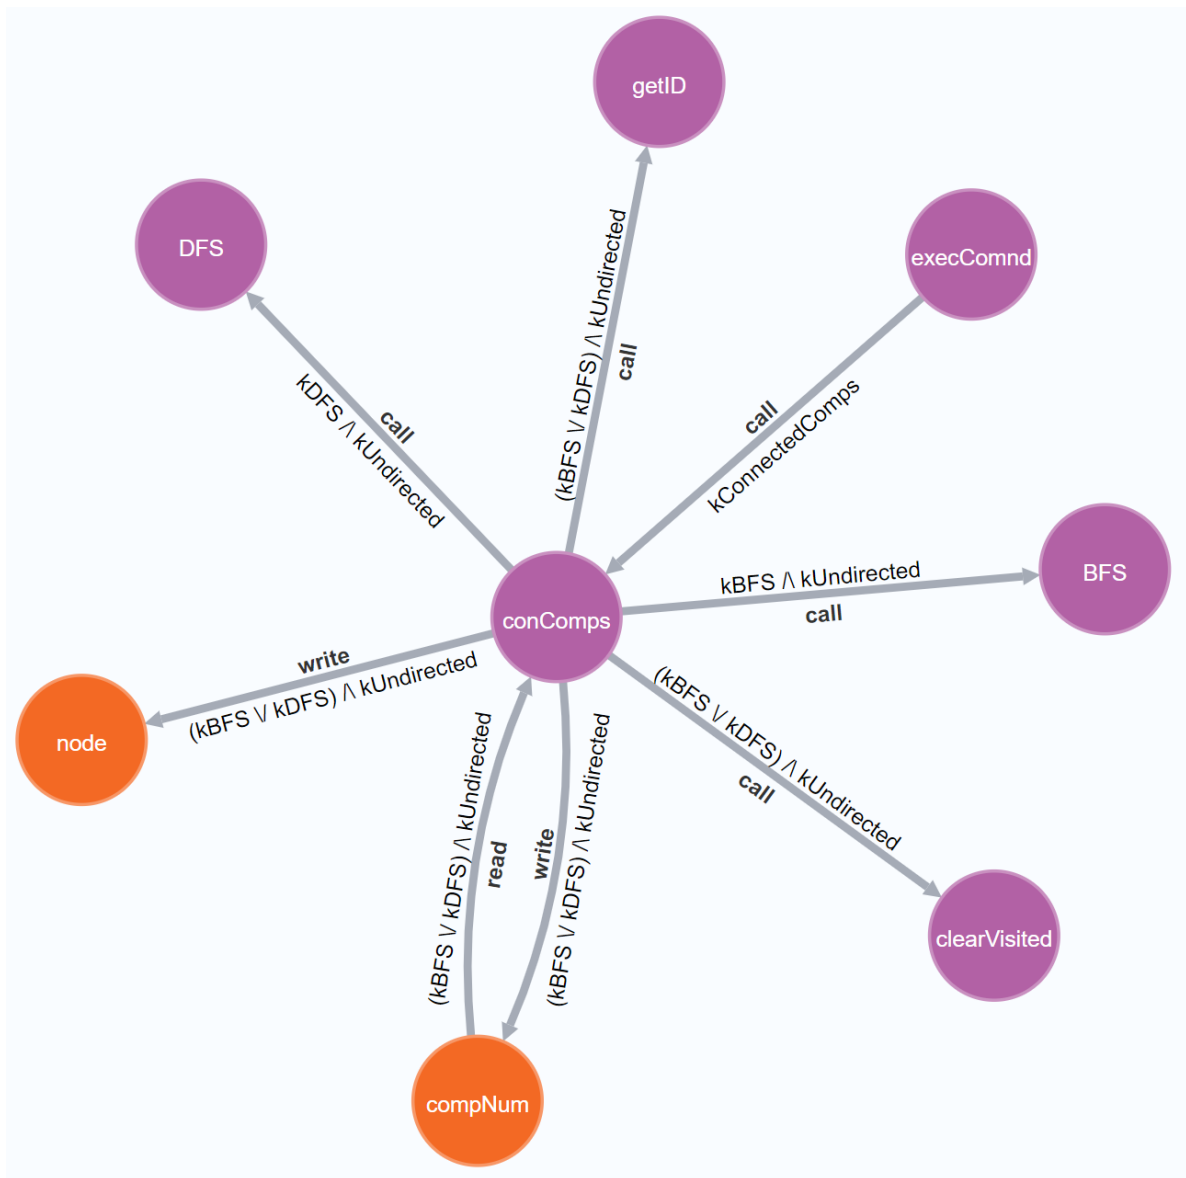 getID
DFS
execComnd
(kBFS \/ kDFS) /\ kUndirected
call
call
kDFS /\ kUndirected
call
kConnectedComps
BFS
kBFS /\ kUndirected
call
conComps
write
(kBFS \/ kDFS) /\ kUndirected
node
(kBFS \/ kDFS) /\ kUndirected
call
(kBFS \/ kDFS) /\ kUndirected
read
write
(kBFS \/ kDFS) /\ kUndirected
clearVisited
compNum